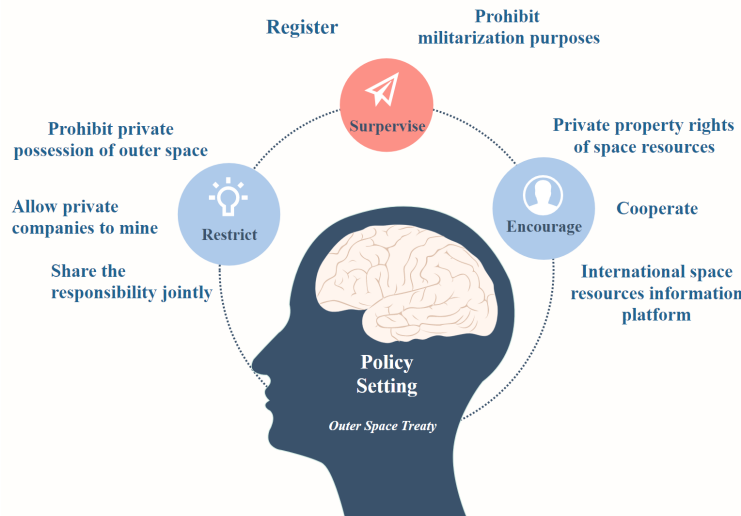 Register
Prohibit
militarization purposes
Surpervise
Prohibit private
possession of outer space
Allow private
companies to mine
Share the
responsibility jointly
Restrict
Private property rights
of space resources
Cooperate
International space
resources information
platform
Encourage
Policy
Setting
Outer Space Treaty